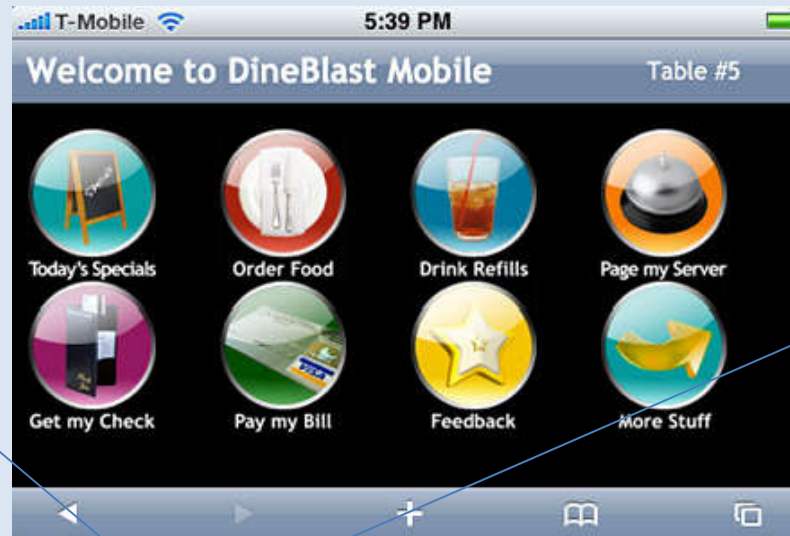 T-Mobile 5:39 PM
Welcome to DineBlast Mobile Table #5
Today's Specials Order Food Drink Refills Page my Server
Get my Check Pay my Bill Feedback More Stuff
VISA